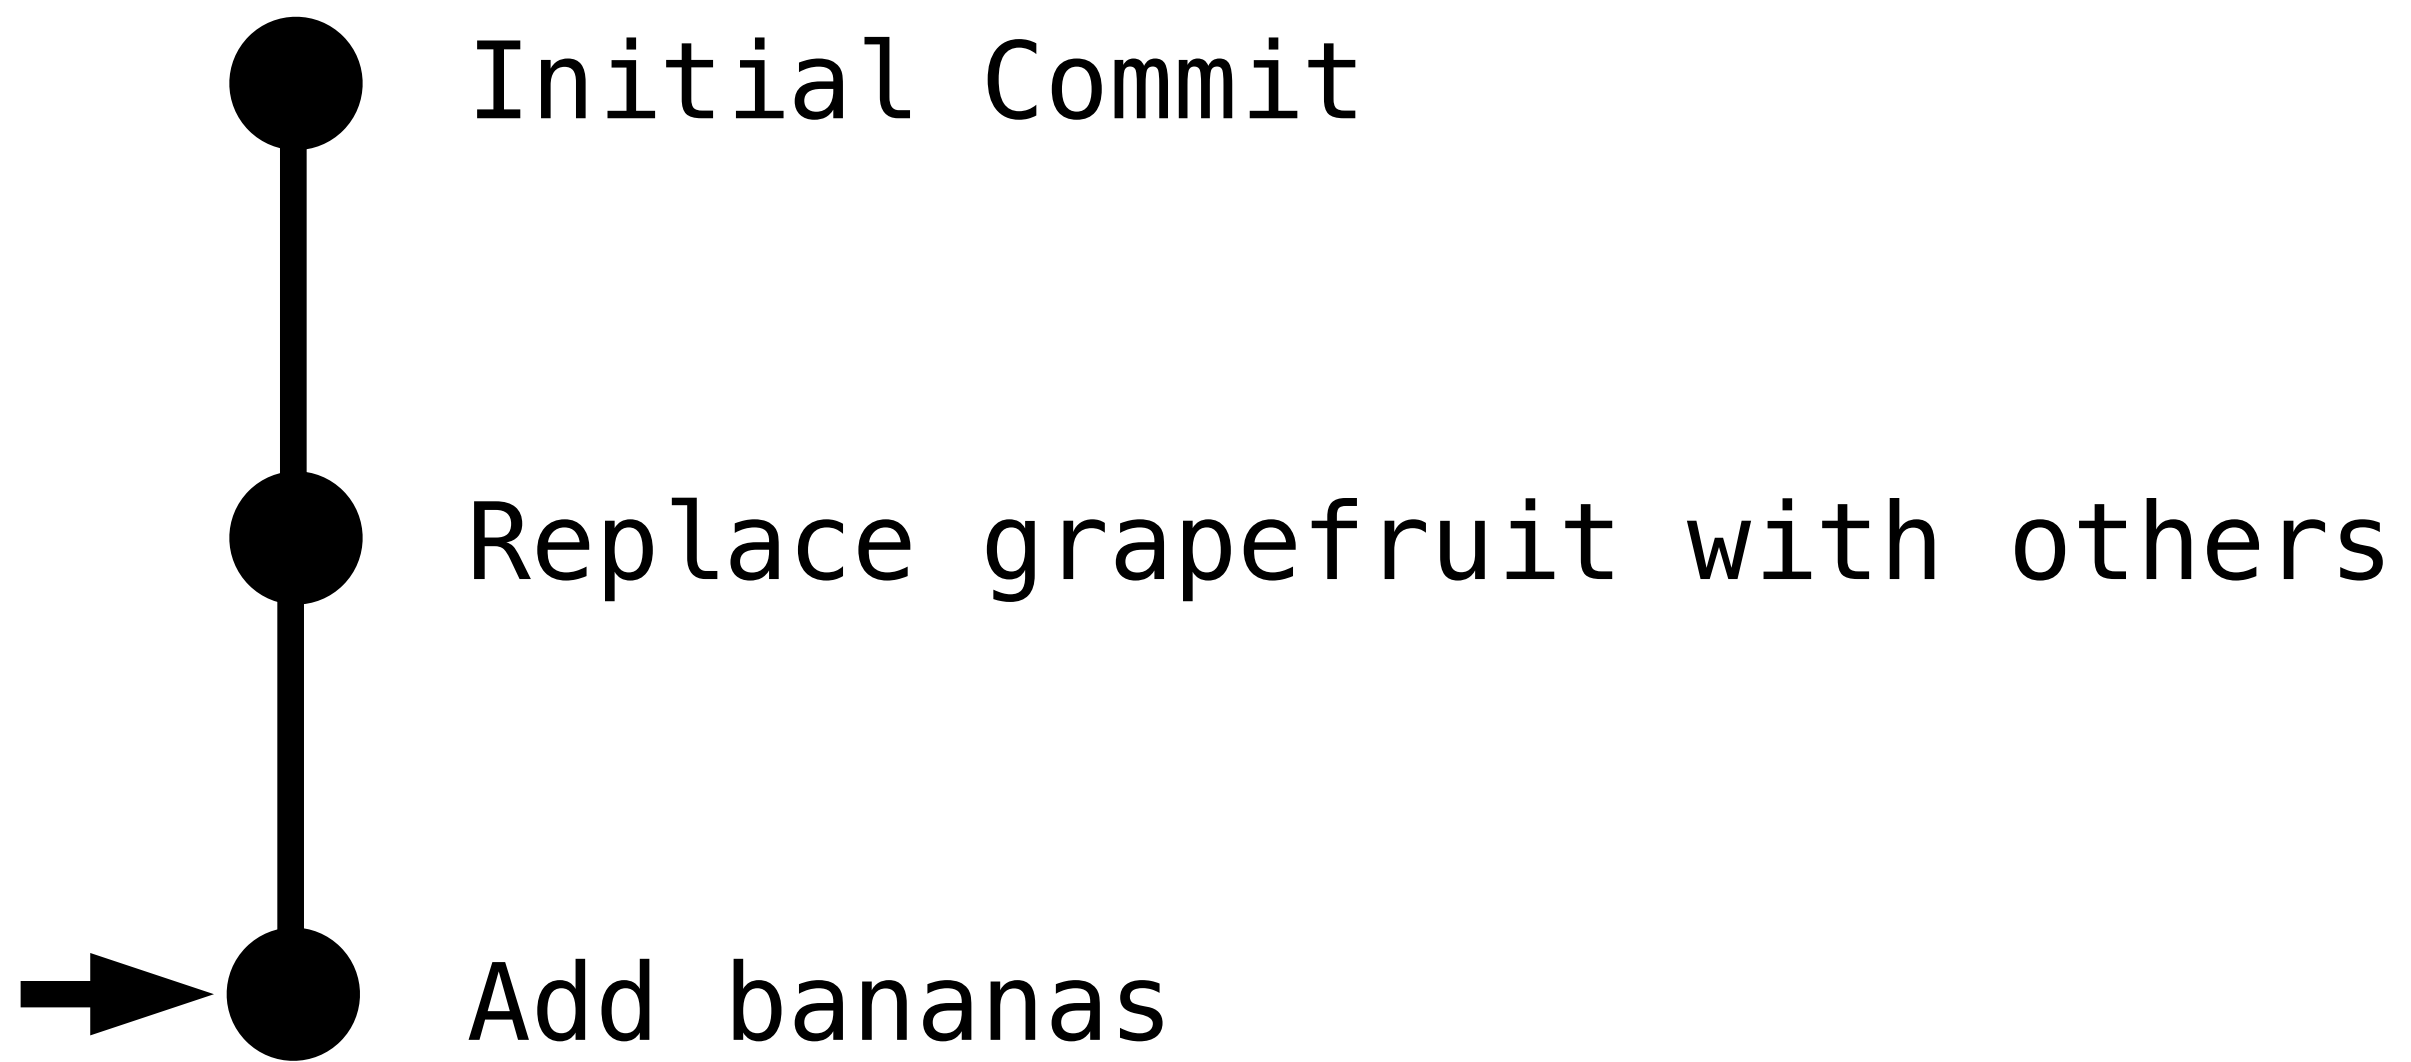 Initial Commit
Replace grapefruit with others
Add bananas